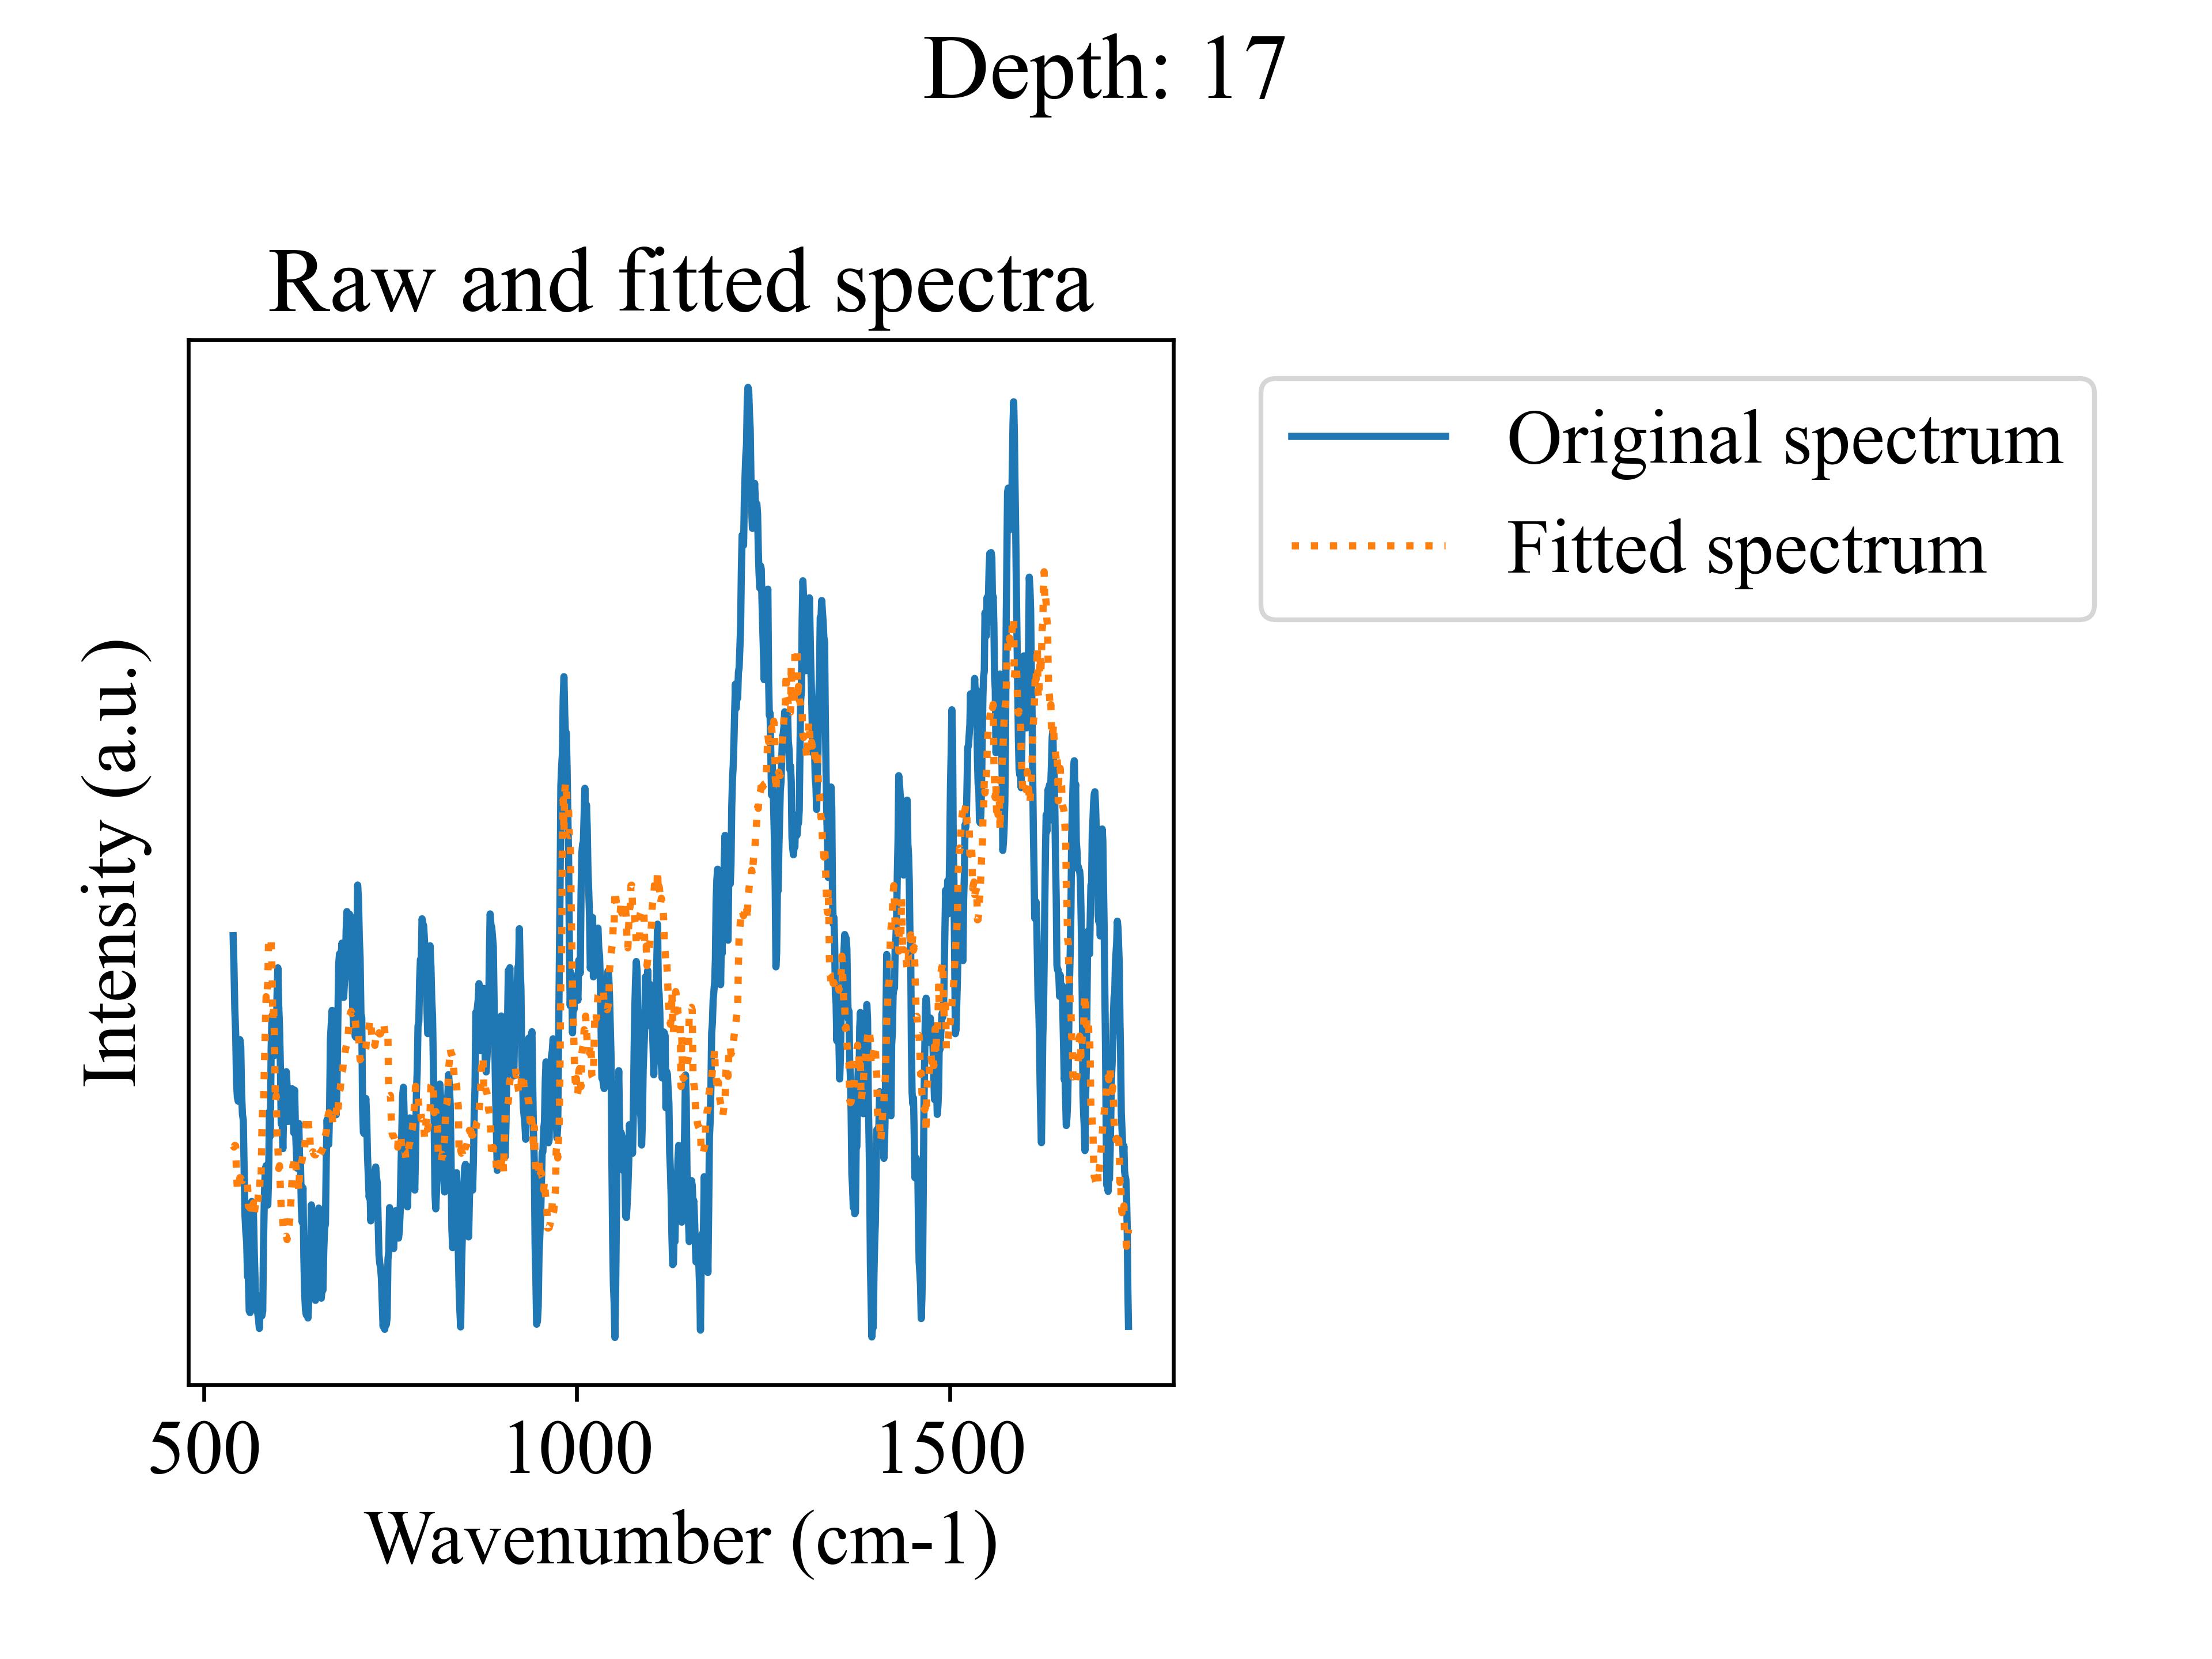 Depth: 17
Raw and fitted spectra
Original spectrum
Fitted spectrum
Intensity (a.u.)
500 1000 1500
Wavenumber (cm-1)